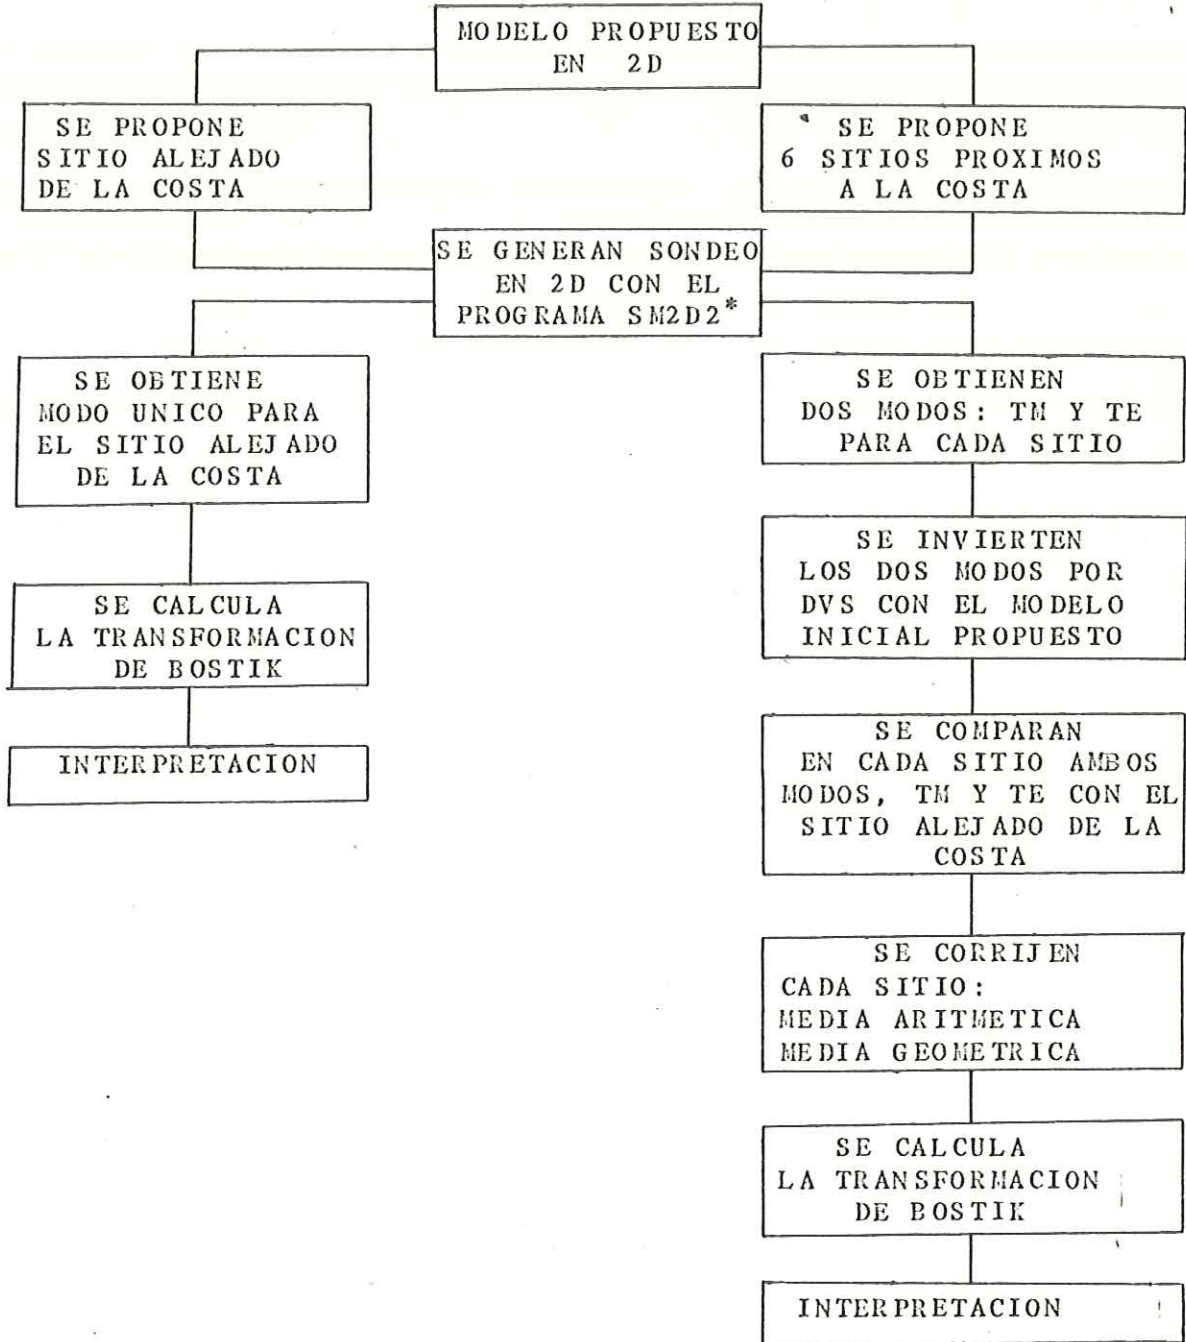 MODELO PROPUESTO
EN 2D
SE PROPONE
SITIO ALEJADO
DE LA COSTA
SE PROPONE
6 SITIOS PROXIMOS
A LA COSTA
SE GENERAN SONDEO
EN 2D CON EL
PROGRAMA SM2D2*
SE OBTIENE
MODO UNICO PARA
EL SITIO ALEJADO
DE LA COSTA
SE OBTIENEN
DOS MODOS: TM Y TE
PARA CADA SITIO
SE CALCULA
LA TRANSFORMACION
DE BOSTIK
SE INVIERTEN
LOS DOS MODOS POR
DVS CON EL MODELO
INICIAL PROPUESTO
INTERPRETACION
SE COMPARAN
EN CADA SITIO AMBOS
MODOS, TM Y TE CON EL
SITIO ALEJADO DE LA
COSTA
SE CORRIJEN
CADA SITIO:
MEDIA ARITMETICA
MEDIA GEOMETRICA
SE CALCULA
LA TRANSFORMACION
DE BOSTIK
INTERPRETACION